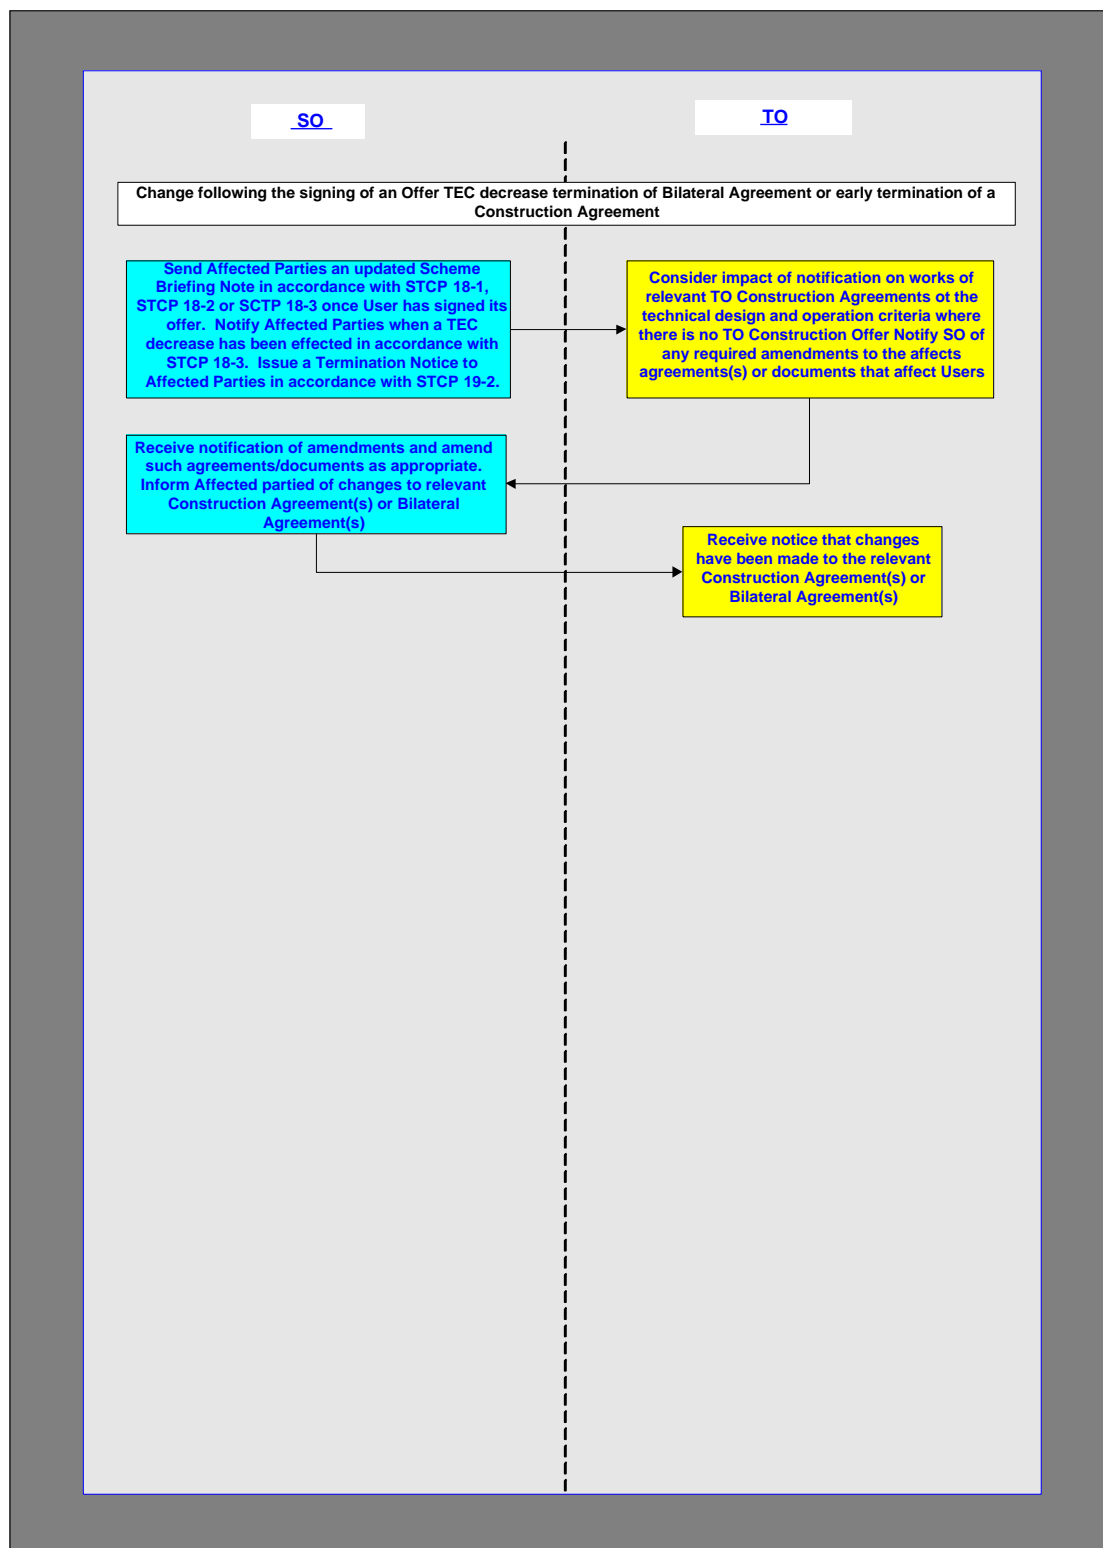 SO
TO
Change following the signing of an Offer TEC decrease termination of Bilateral Agreement or early termination of a
Construction Agreement
Send Affected Parties an updated Scheme
Briefing Note in accordance with STCP 18-1,
STCP 18-2 or SCTP 18-3 once User has signed its
offer. Notify Affected Parties when a TEC
decrease has been effected in accordance with
STCP 18-3. Issue a Termination Notice to
Affected Parties in accordance with STCP 19-2.
Consider impact of notification on works of
relevant TO Construction Agreements ot the
technical design and operation criteria where
there is no TO Construction Offer Notify SO of
any required amendments to the affects
agreements(s) or documents that affect Users
Receive notification of amendments and amend
such agreements/documents as appropriate.
Inform Affected partied of changes to relevant
Construction Agreement(s) or Bilateral
Agreement(s)
Receive notice that changes
have been made to the relevant
Construction Agreement(s) or
Bilateral Agreement(s)